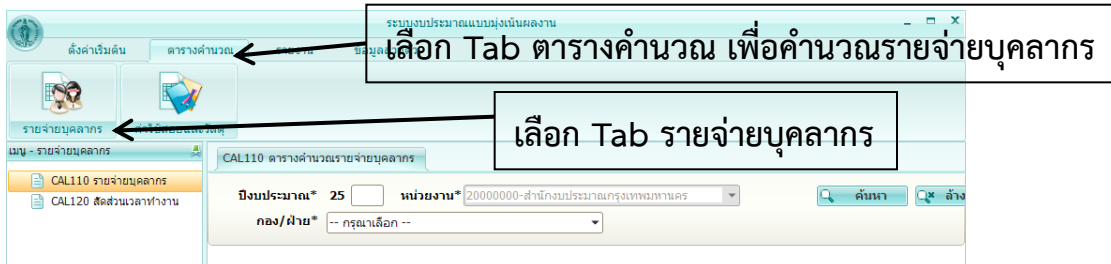 ระบบงบประมาณแบบมุ่งเน้นผลงาน
ตั้งค่าเริ่มต้น ตารางคำนวณ รายงาน
เลือก Tab ตารางคำนวณ เพื่อคำนวณรายจ่ายบุคลากร
เลือก Tab รายจ่ายบุคลากร
รายจ่ายบุคลากร
เมนู - รายจ่ายบุคลากร
CAL110 รายจ่ายบุคลากร
CAL120 สัดส่วนเวลาทำงาน
CAL110 ตารางคำนวณรายจ่ายบุคลากร
ปีงบประมาณ* 25 หน่วยงาน* 20000000-สำนักงบประมาณกรุงเทพมหานคร ค้นหา ล้าง
กอง/ฝ่าย* -- กรุณาเลือก --